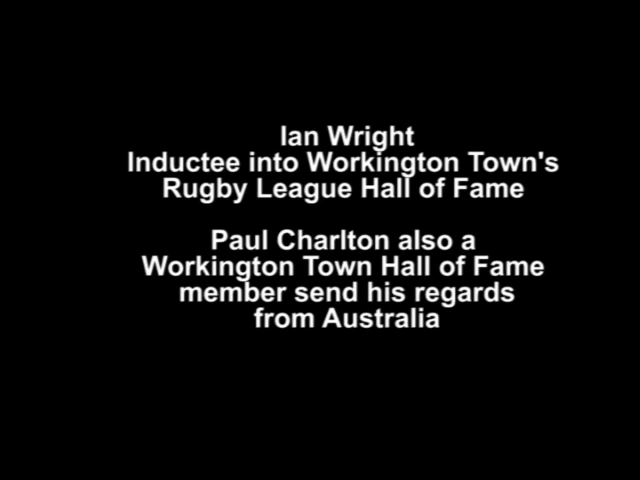 Ian Wright
Inductee into Workington Town's
Rugby League Hall of Fame
Paul Charlton also a
Workington Town Hall of Fame
member send his regards
from Australia